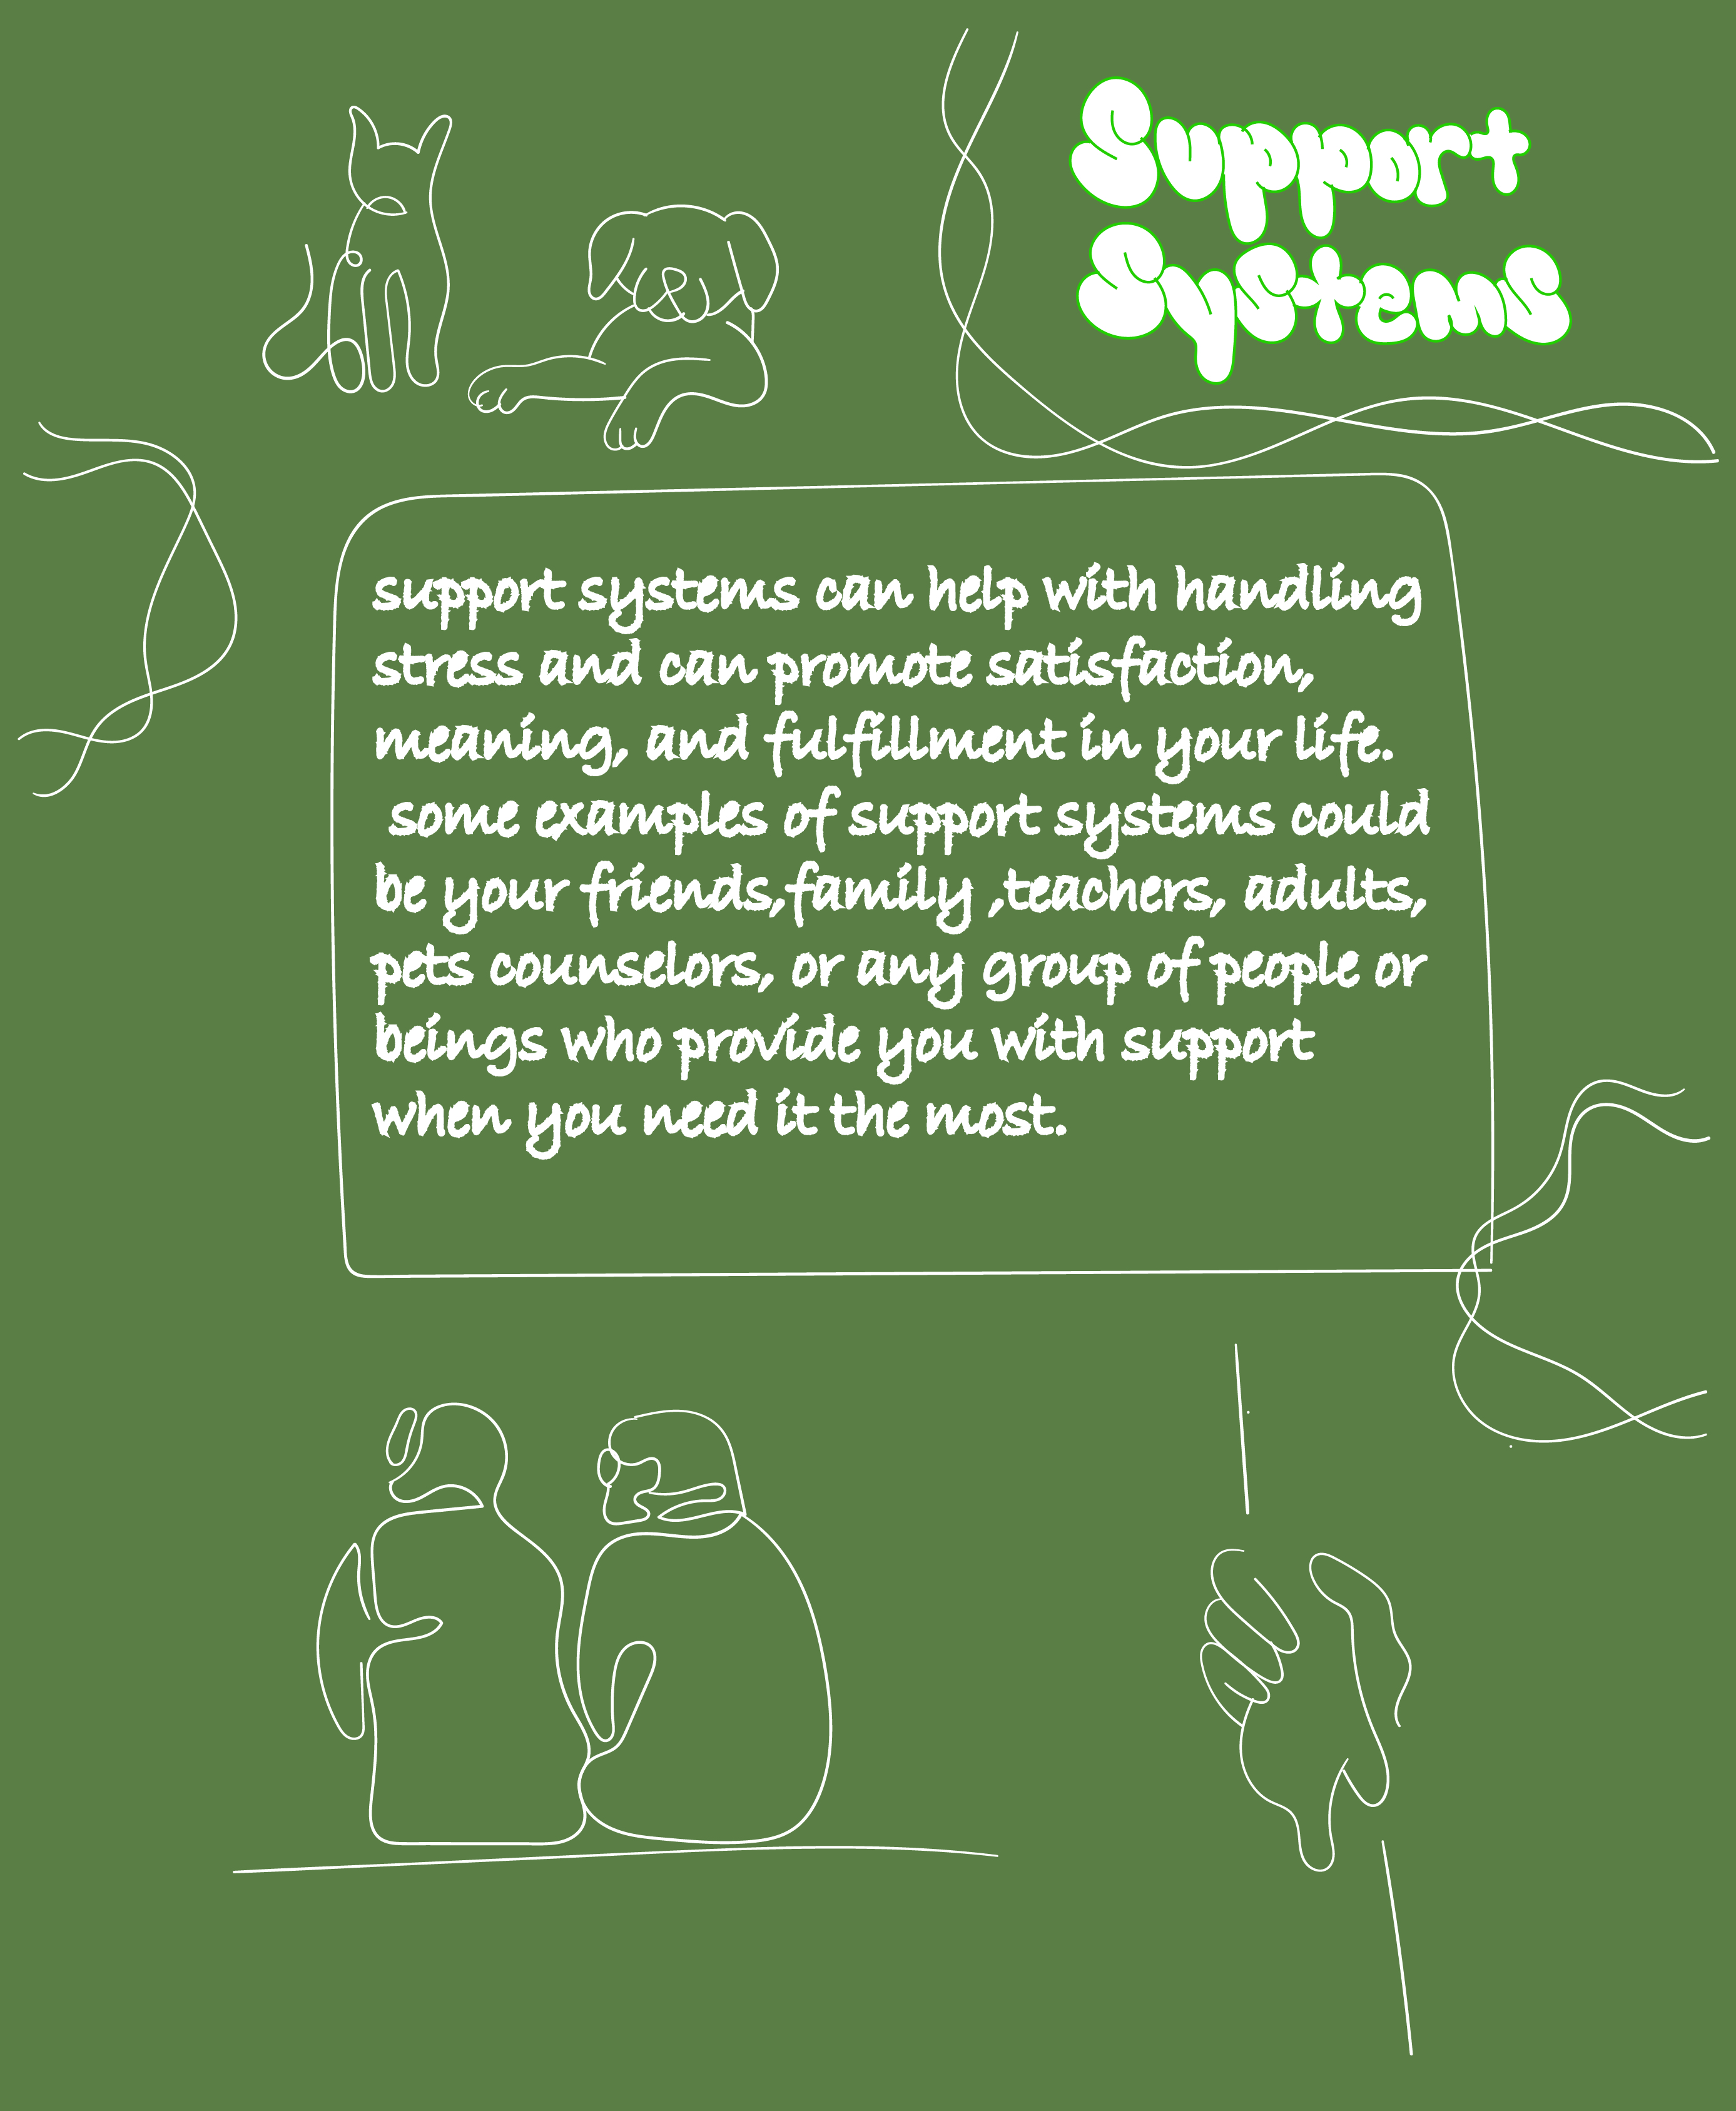 Support
Systems
support systems can help with handling
stress and can promote satisfaction,
meaning, and fulfillment in your life.
some examples of support systems could
be your friends,family ,teachers, adults,
pets counselors, or any group of people or
beings who provide you with support
when you need it the most.